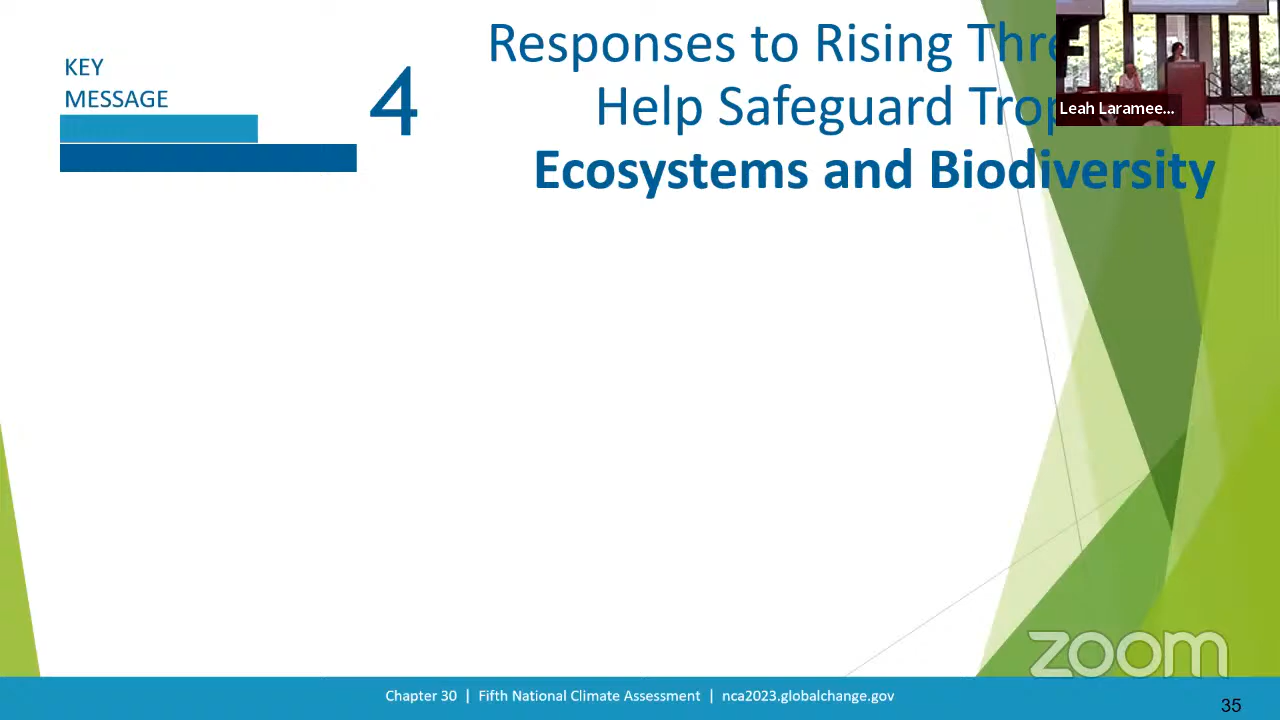 KEY
MESSAGE
4
Responses to Rising Thre
Help Safeguard Trop
Ecosystems and Biodiversity
Leah Laramee...
zoom
Chapter 30 | Fifth National Climate Assessment | nca2023.globalchange.gov
35